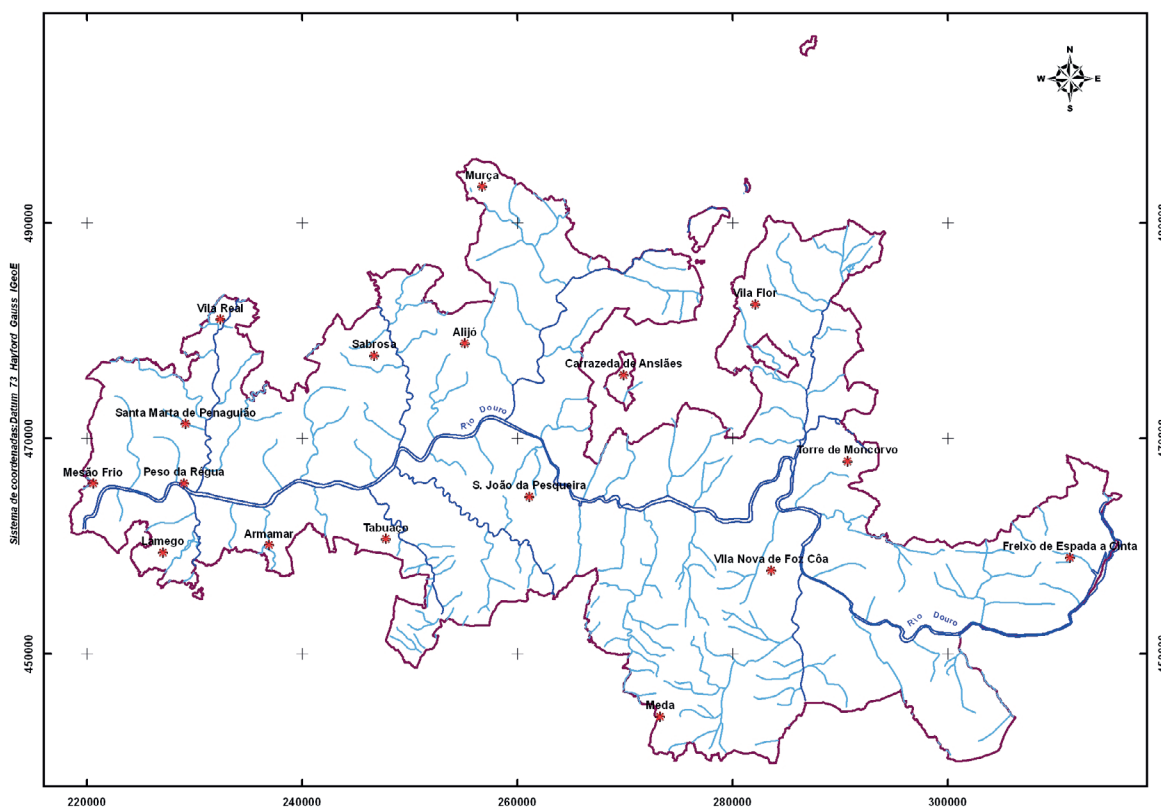 N
W E
S
Murça
490000
490000
Vila Flor
Vila Real
Alijó
Sabrosa
Carrazeda de Ansiães
Santa Marta de Penaguião
Rio Douro
470000
470000
Torre de Moncorvo
Mesão Frio
Peso da Régua
S. João da Pesqueira
Armamar
Tabuaço
Lamego
Freixo de Espada a Cinta
Vila Nova de Foz Côa
Rio Douro
450000
450000
Meda
220000 240000 260000 280000 300000
Sistema de coordenadas:Datum 73 Hayford Gauss IGeoE